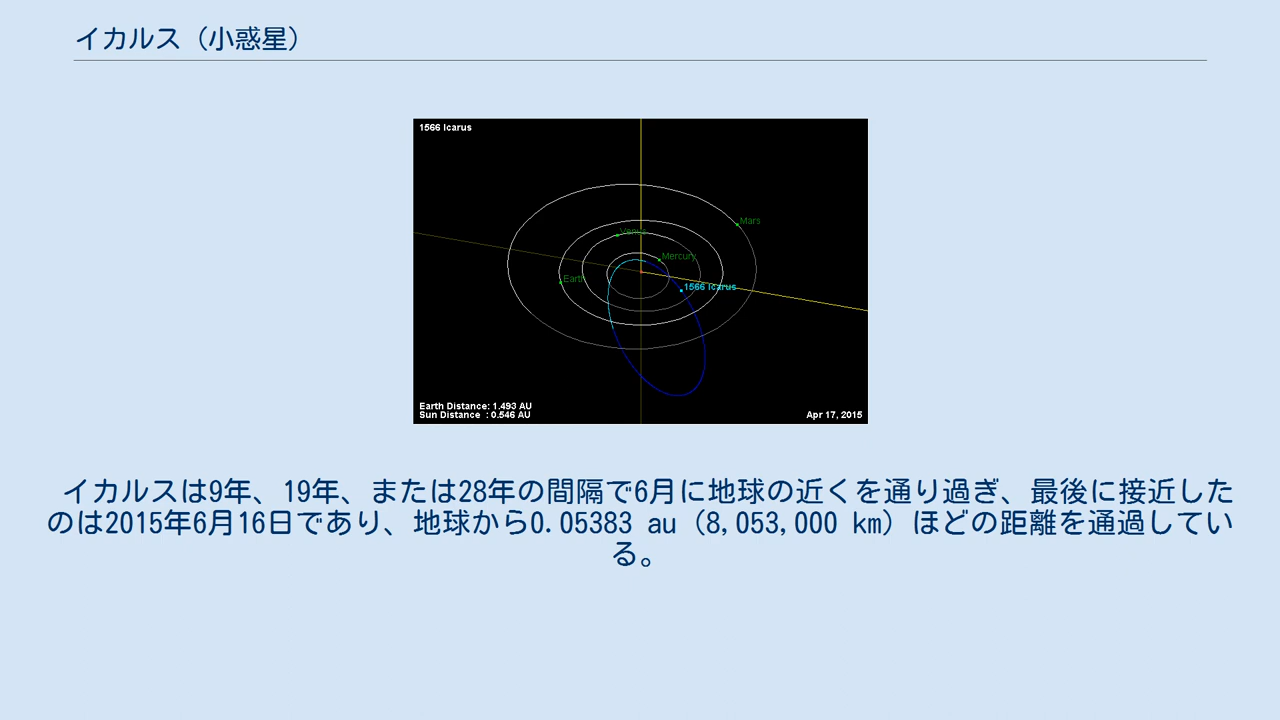 イカルス（小惑星）
1566 Icarus
Mars
Venus
Mercury
Earth
1566 Icarus
Earth Distance: 1.493 AU
Sun Distance : 0.546 AU
Apr 17, 2015
イカルスは9年、19年、または28年の間隔で6月に地球の近くを通り過ぎ、最後に接近した
のは2015年6月16日であり、地球から0.05383 au（8,053,000 km）ほどの距離を通過してい
る。